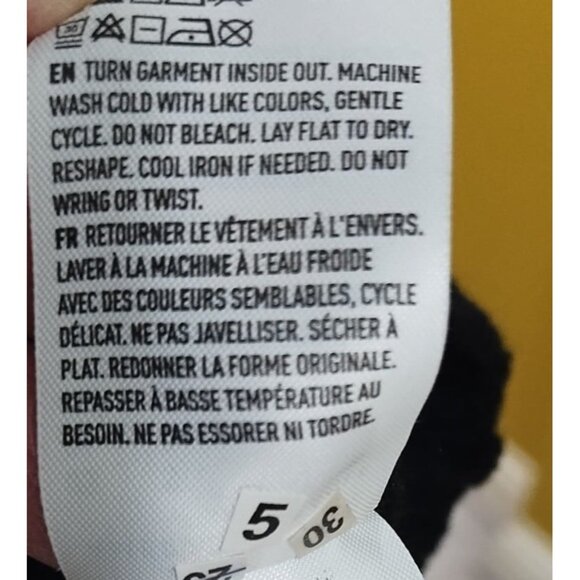 30
EN TURN GARMENT INSIDE OUT. MACHINE
WASH COLD WITH LIKE COLORS, GENTLE
CYCLE. DO NOT BLEACH. LAY FLAT TO DRY.
RESHAPE. COOL IRON IF NEEDED. DO NOT
WRING OR TWIST.
FR RETOURNER LE VÊTEMENT À L'ENVERS.
LAVER À LA MACHINE À L'EAU FROIDE
AVEC DES COULEURS SEMBLABLES, CYCLE
DÉLICAT. NE PAS JAVELLISER. SÉCHER À
PLAT. REDONNER LA FORME ORIGINALE.
REPASSER À BASSE TEMPÉRATURE AU
BESOIN. NE PAS ESSORER NI TORDRE.
5
30